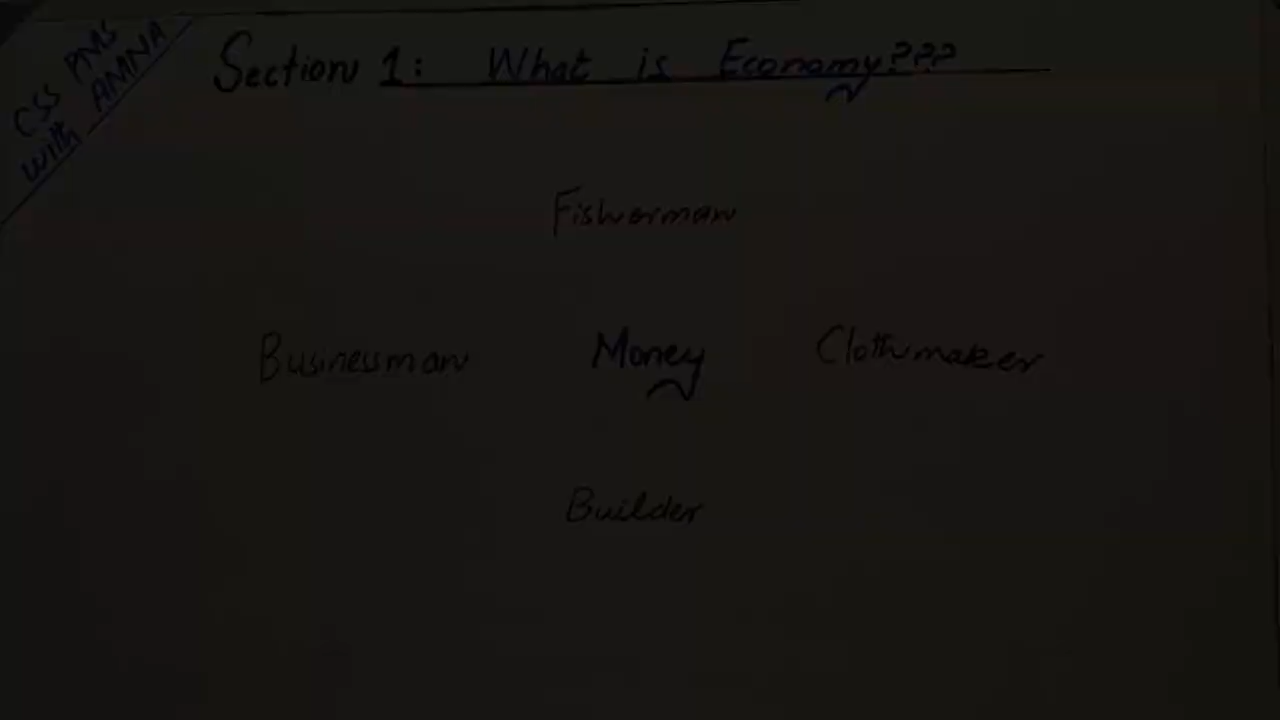 CSS PMS
with AMNA
Section 1: What is Economy???
Fisherman
Businessman Money Clothmaker
Builder